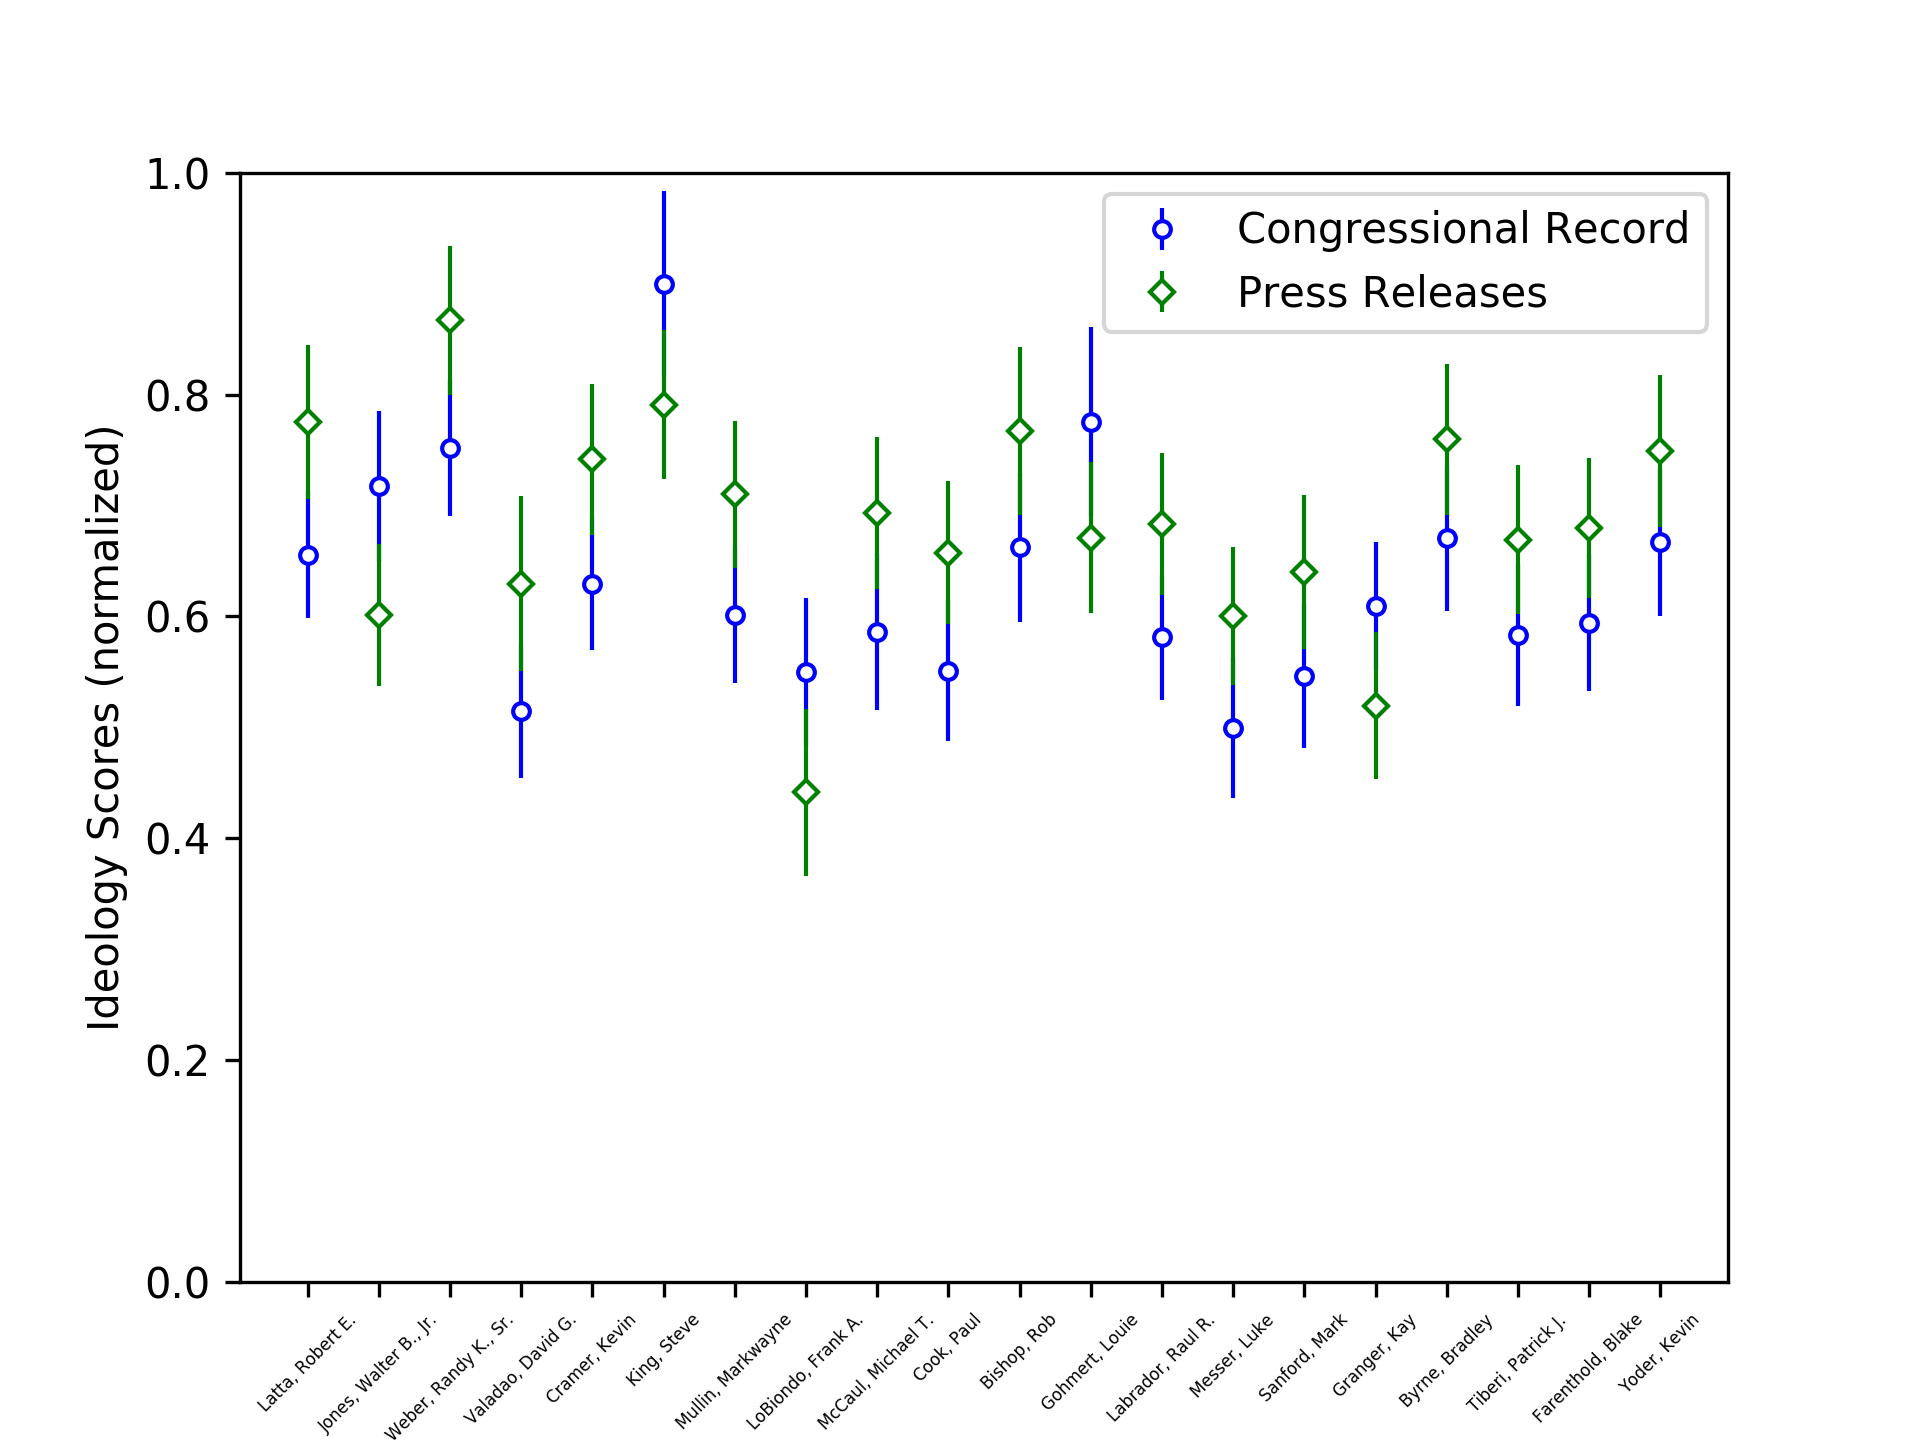 1.0
0.8
0.6
0.4
0.2
0.0
Ideology Scores (normalized)
Congressional Record
Press Releases
Latta, Robert E.
Jones, Walter B., Jr.
Weber, Randy K., Sr.
Valadao, David G.
Cramer, Kevin
King, Steve
Mullin, Markwayne
LoBiondo, Frank A.
McCaul, Michael T.
Cook, Paul
Bishop, Rob
Gohmert, Louie
Labrador, Raul R.
Messer, Luke
Sanford, Mark
Granger, Kay
Byrne, Bradley
Tiberi, Patrick J.
Farenthold, Blake
Yoder, Kevin